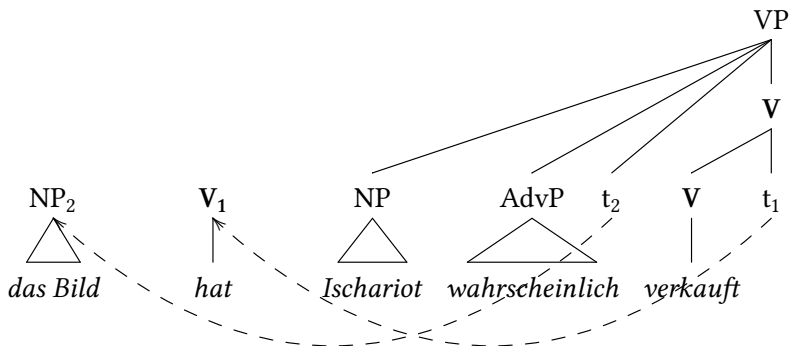 VP
V
NP₂ V₁ NP AdvP t₂ V t₁
das Bild hat Ischariot wahrscheinlich verkauft